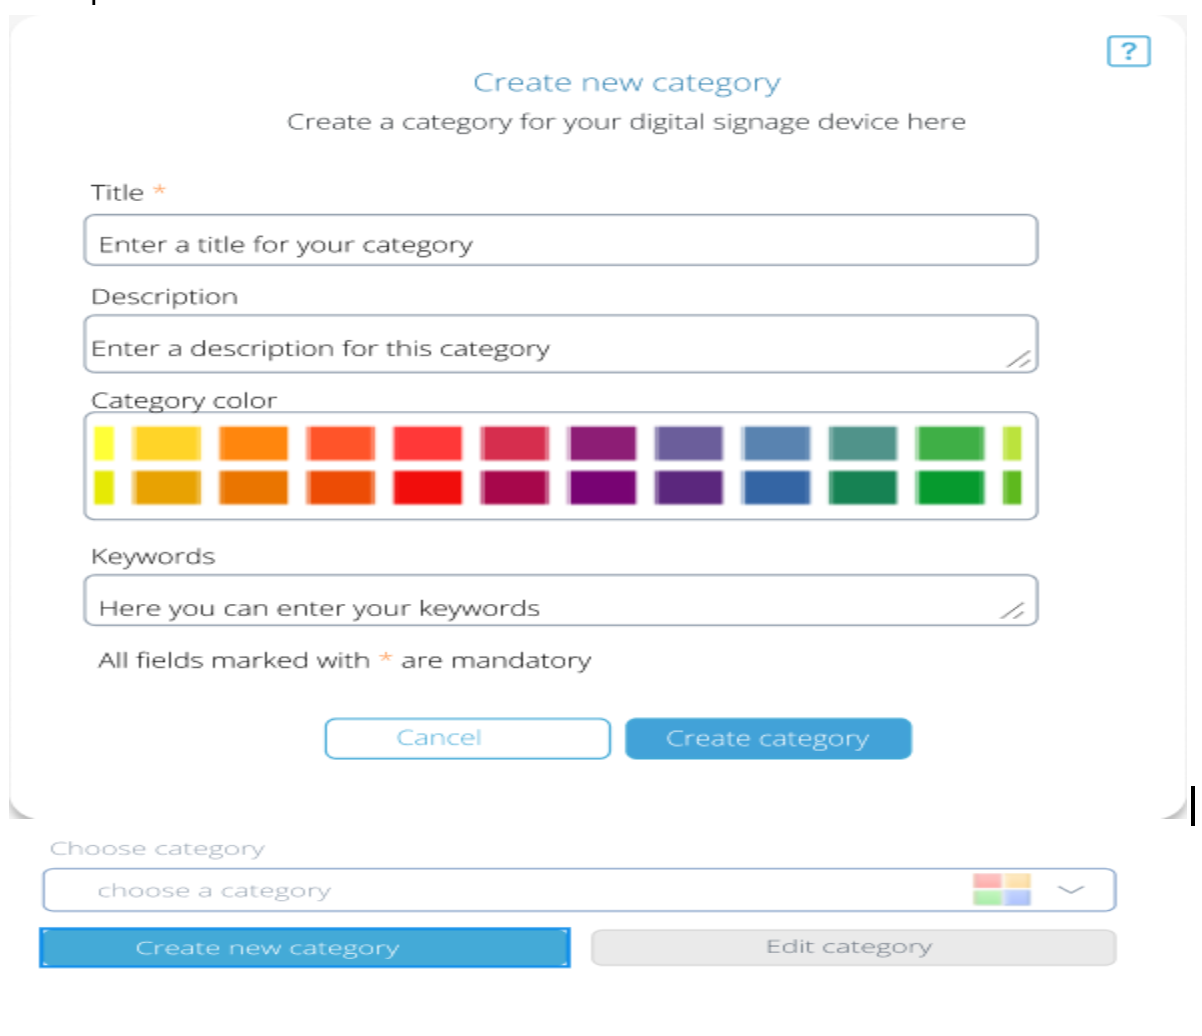 ?
Create new category
Create a category for your digital signage device here
Title *
Enter a title for your category
Description
Enter a description for this category
Category color
Keywords
Here you can enter your keywords
All fields marked with * are mandatory
Cancel Create category
Choose category
choose a category
Create new category Edit category